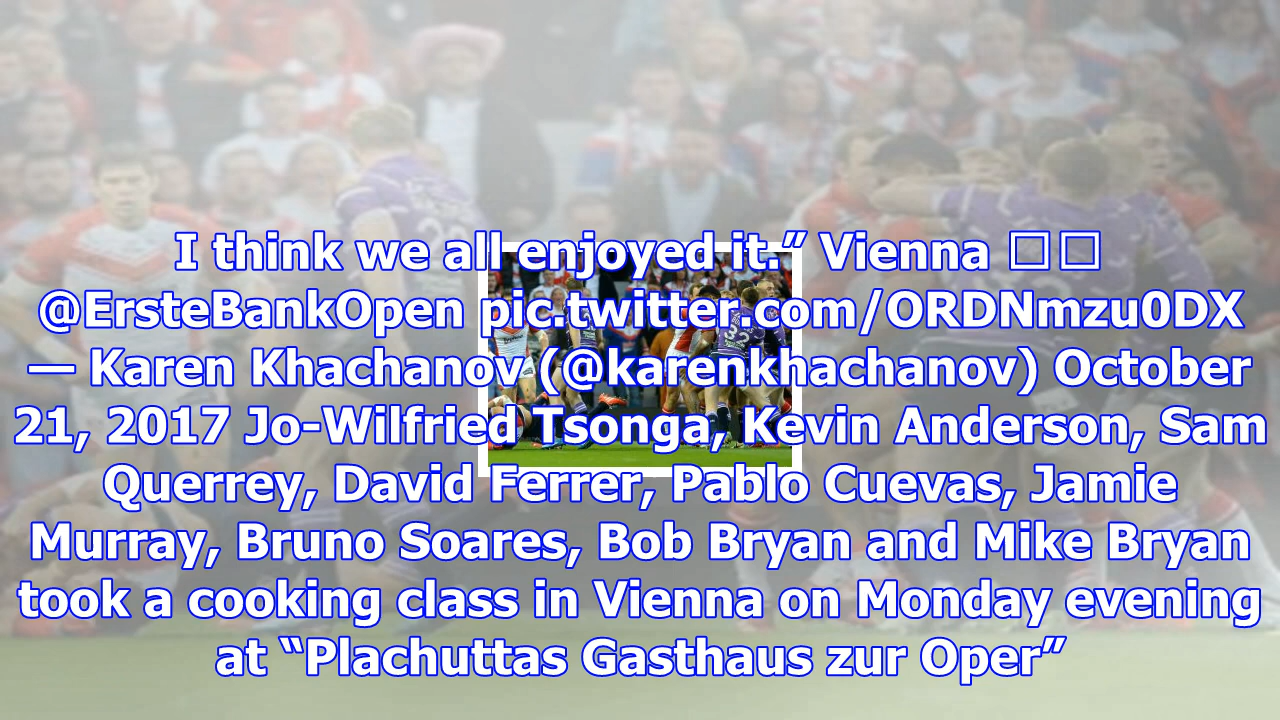 I think we all enjoyed it.” Vienna □□
@ErsteBankOpen pic.twitter.com/ORDNmzu0DX
— Karen Khachanov (@karenkhachanov) October
21, 2017 Jo-Wilfried Tsonga, Kevin Anderson, Sam
Querrey, David Ferrer, Pablo Cuevas, Jamie
Murray, Bruno Soares, Bob Bryan and Mike Bryan
took a cooking class in Vienna on Monday evening
at “Plachuttas Gasthaus zur Oper”